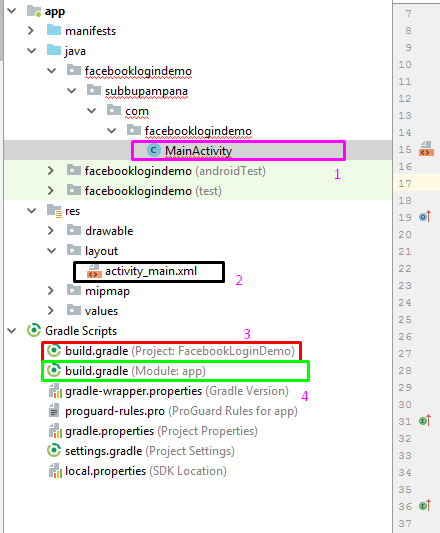 app
7
manifests
8
java
9
facebooklogindemo
10
11
subbupampana
12
com
13
facebooklogindemo
14
MainActivity
15
1
16
facebooklogindemo (androidTest)
17
facebooklogindemo (test)
18
res
19
drawable
20
layout
21
activity_main.xml
22
2
mipmap
23
values
24
Gradle Scripts
25
3
26
build.gradle (Project: FacebookLoginDemo)
27
build.gradle (Module: app)
28
gradle-wrapper.properties (Gradle Version)
29
4
proguard-rules.pro (ProGuard Rules for app)
30
gradle.properties (Project Properties)
31
settings.gradle (Project Settings)
32
local.properties (SDK Location)
33
34
35
36
37